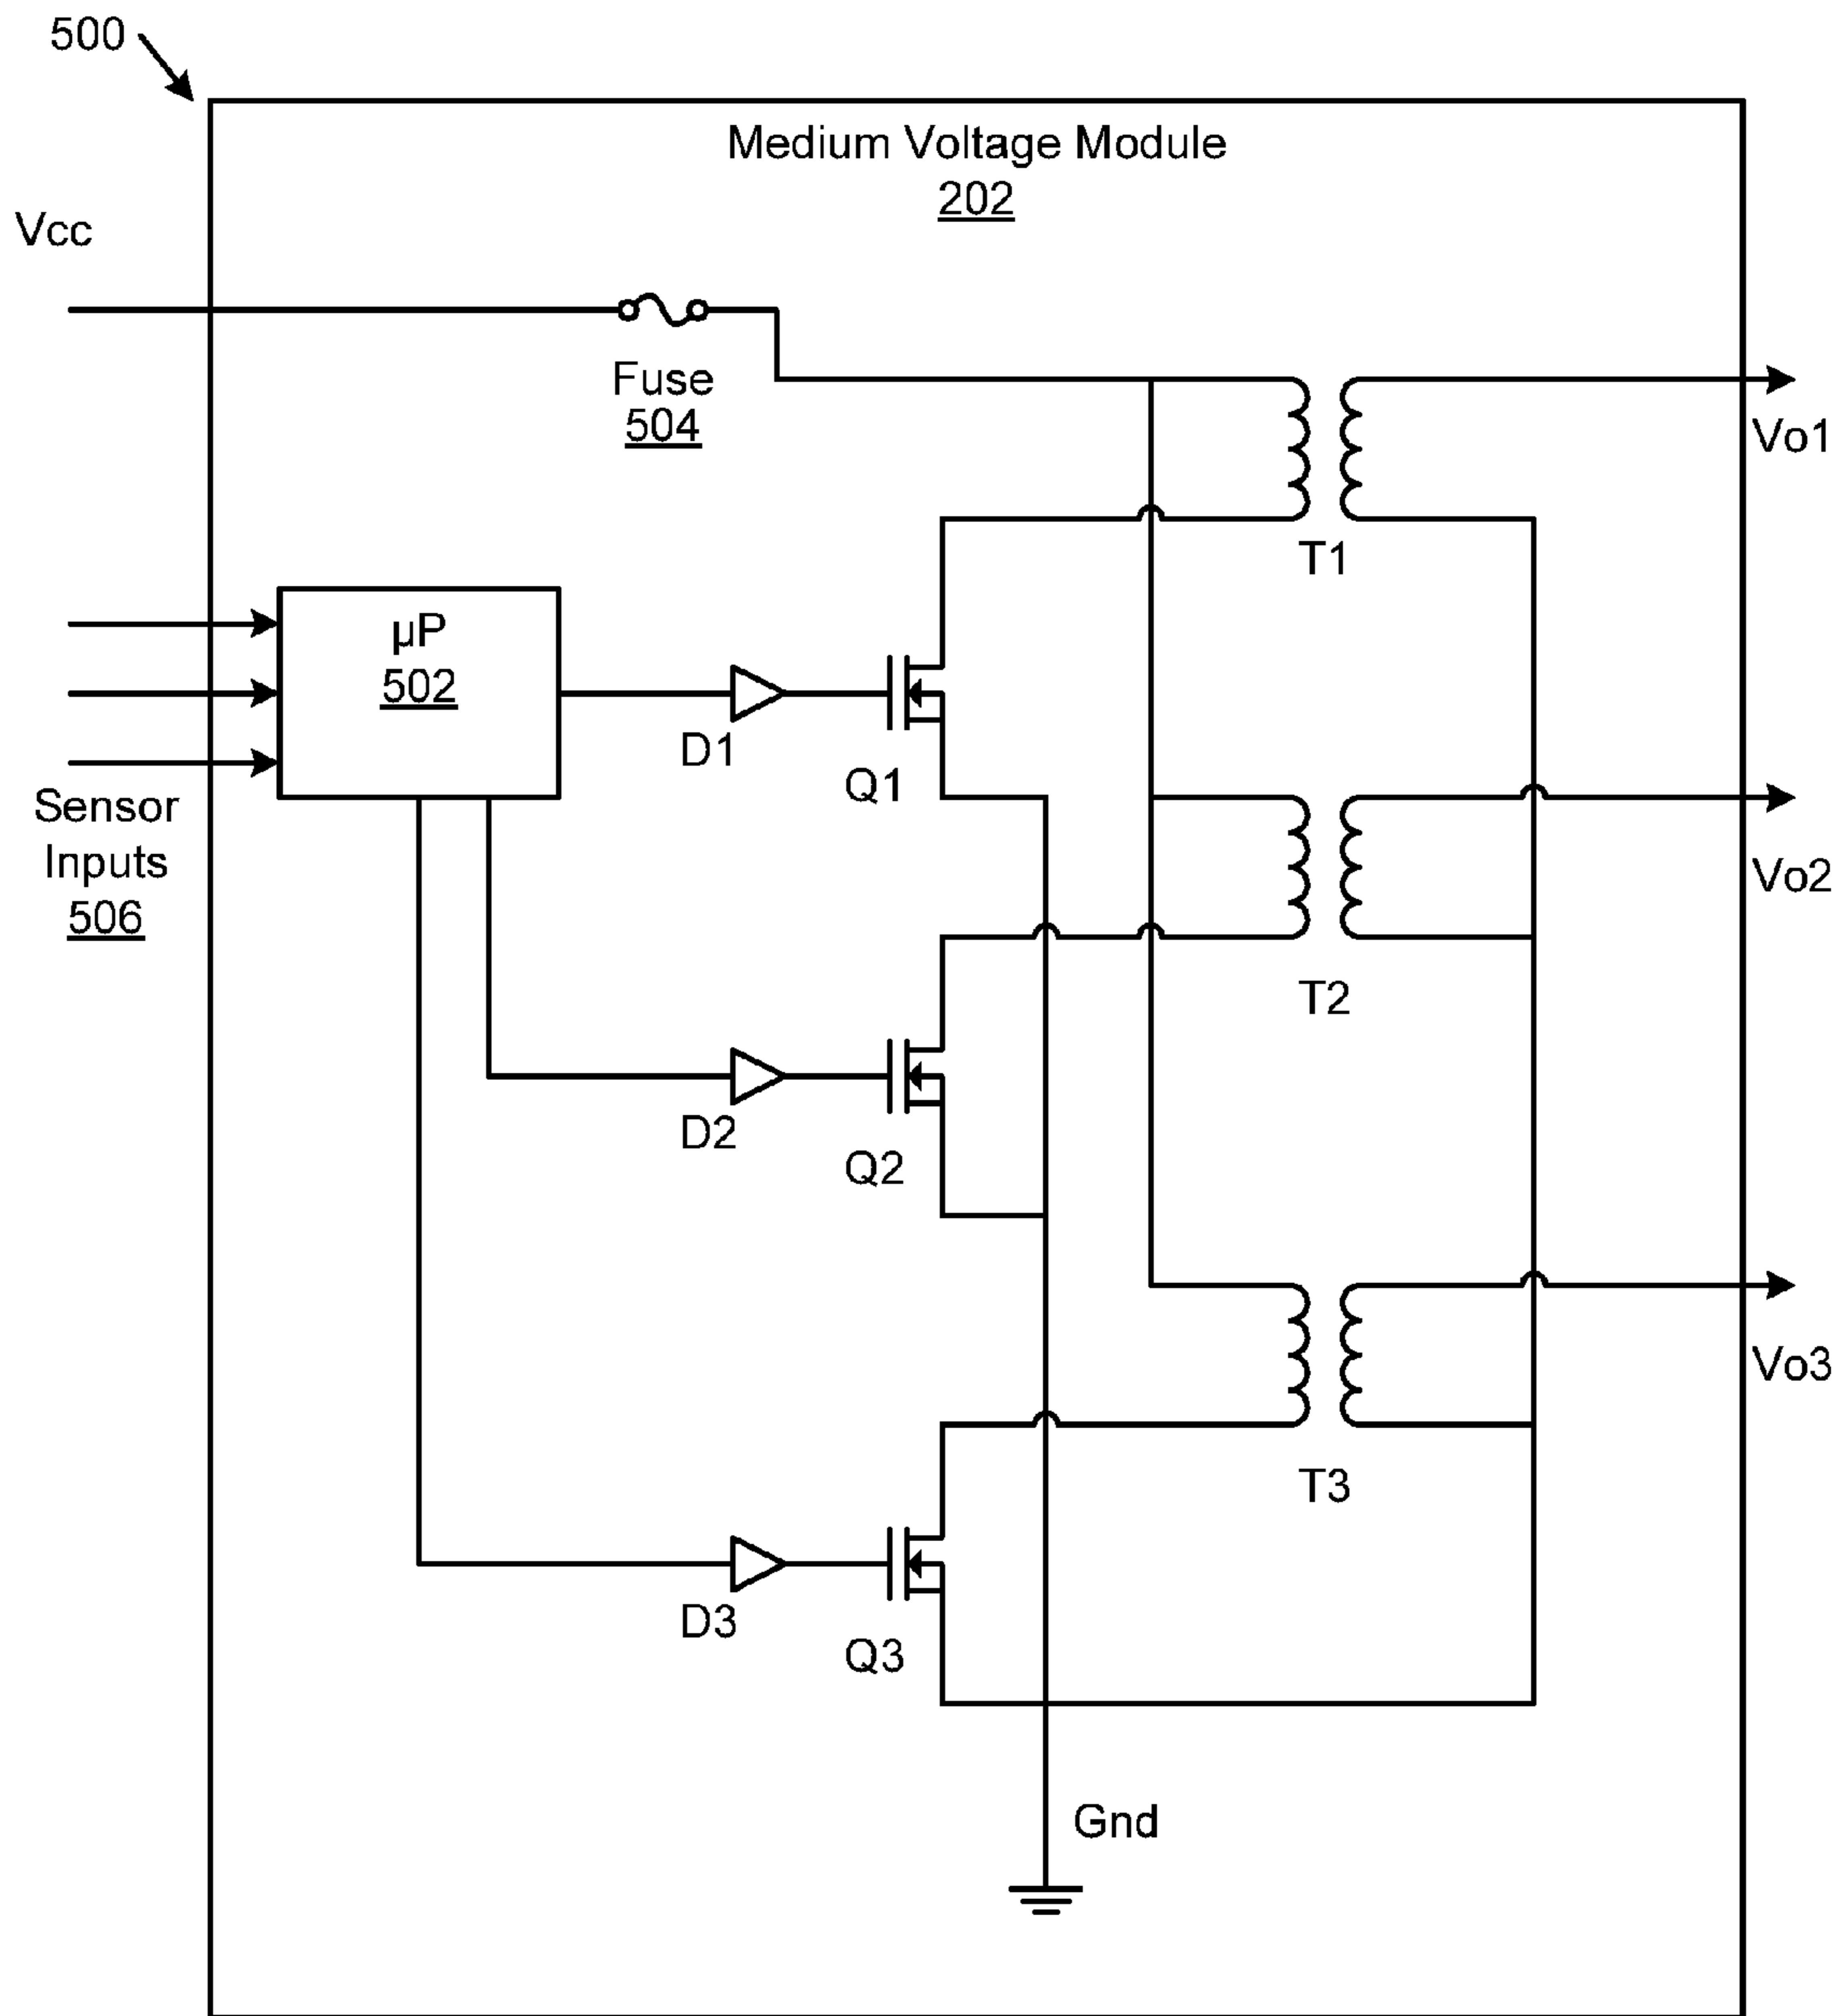 500
Medium Voltage Module
202
Vcc
Fuse
504
Vo1
T1
µP
502
D1
Q1
Sensor
Inputs
506
Vo2
T2
D2
Q2
Vo3
T3
D3
Q3
Gnd